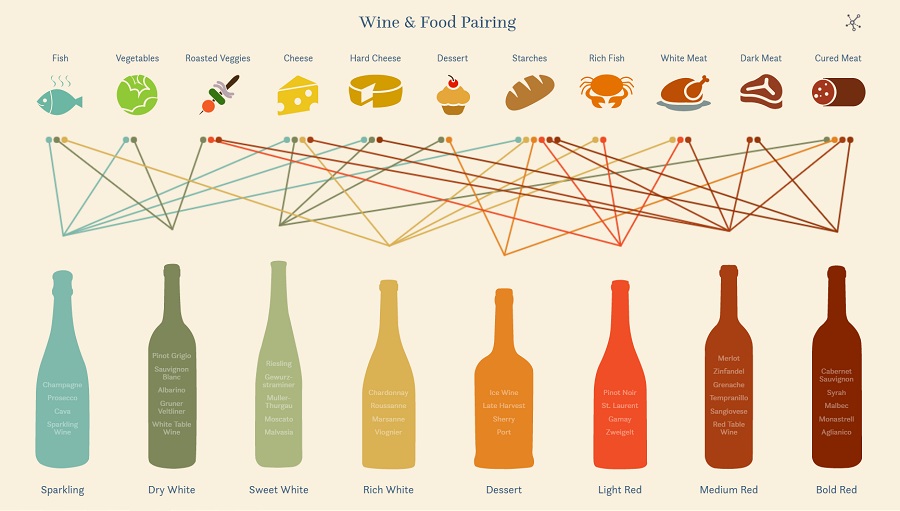 Wine & Food Pairing
Fish
Vegetables
Roasted Veggies
Cheese
Hard Cheese
Dessert
Starches
Rich Fish
White Meat
Dark Meat
Cured Meat
Champagne
Prosecco
Cava
Sparkling
Wine
Pinot Grigio
Sauvignon
Blanc
Albarino
Gruner
Veltliner
White Table
Wine
Riesling
Gewurz-
straminer
Muller-
Thurgau
Moscato
Malvasia
Chardonnay
Roussanne
Marsanne
Viognier
Ice Wine
Late Harvest
Sherry
Port
Pinot Noir
St. Laurent
Gamay
Zweigelt
Merlot
Zinfandel
Grenache
Tempranillo
Sangiovese
Red Table
Wine
Cabernet
Sauvignon
Syrah
Malbec
Monastrell
Aglianico
Sparkling
Dry White
Sweet White
Rich White
Dessert
Light Red
Medium Red
Bold Red